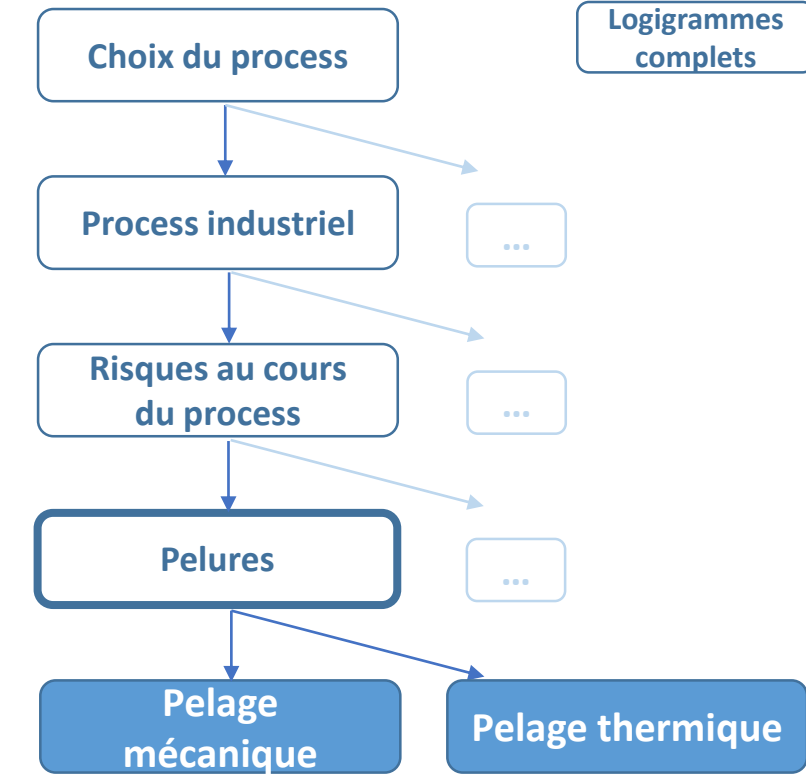 Choix du process
Logigrammes
complets
Process industriel
...
Risques au cours
du process
...
Pelures
...
Pelage
mécanique
Pelage thermique